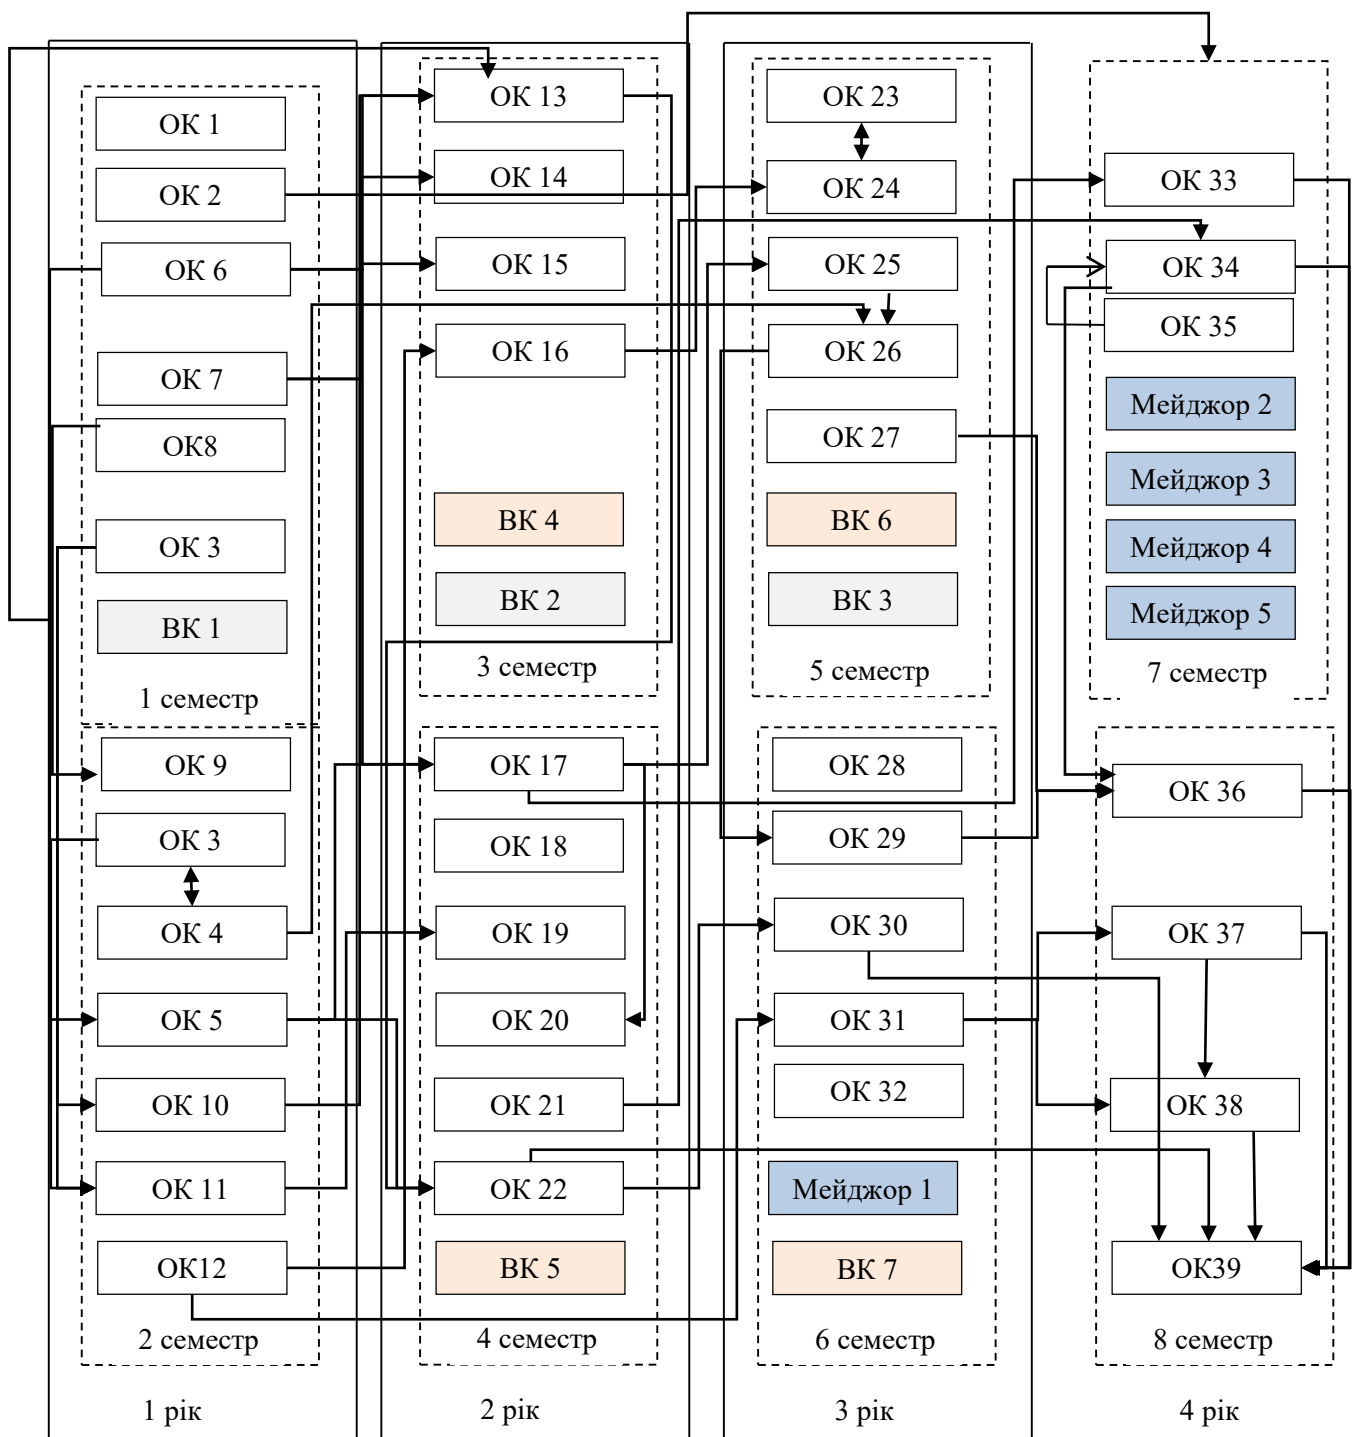 ОК 1
ОК 2
ОК 6
ОК 7
ОК8
ОК 3
ВК 1
1 семестр
ОК 9
ОК 3
ОК 4
ОК 5
ОК 10
ОК 11
ОК12
2 семестр
1 рік
ОК 13
ОК 14
ОК 15
ОК 16
ВК 4
ВК 2
3 семестр
ОК 17
ОК 18
ОК 19
ОК 20
ОК 21
ОК 22
ВК 5
4 семестр
2 рік
ОК 23
ОК 24
ОК 25
ОК 26
ОК 27
ВК 6
ВК 3
5 семестр
ОК 28
ОК 29
ОК 30
ОК 31
ОК 32
Мейджор 1
ВК 7
6 семестр
3 рік
ОК 33
ОК 34
ОК 35
Мейджор 2
Мейджор 3
Мейджор 4
Мейджор 5
7 семестр
ОК 36
ОК 37
ОК 38
ОК39
8 семестр
4 рік